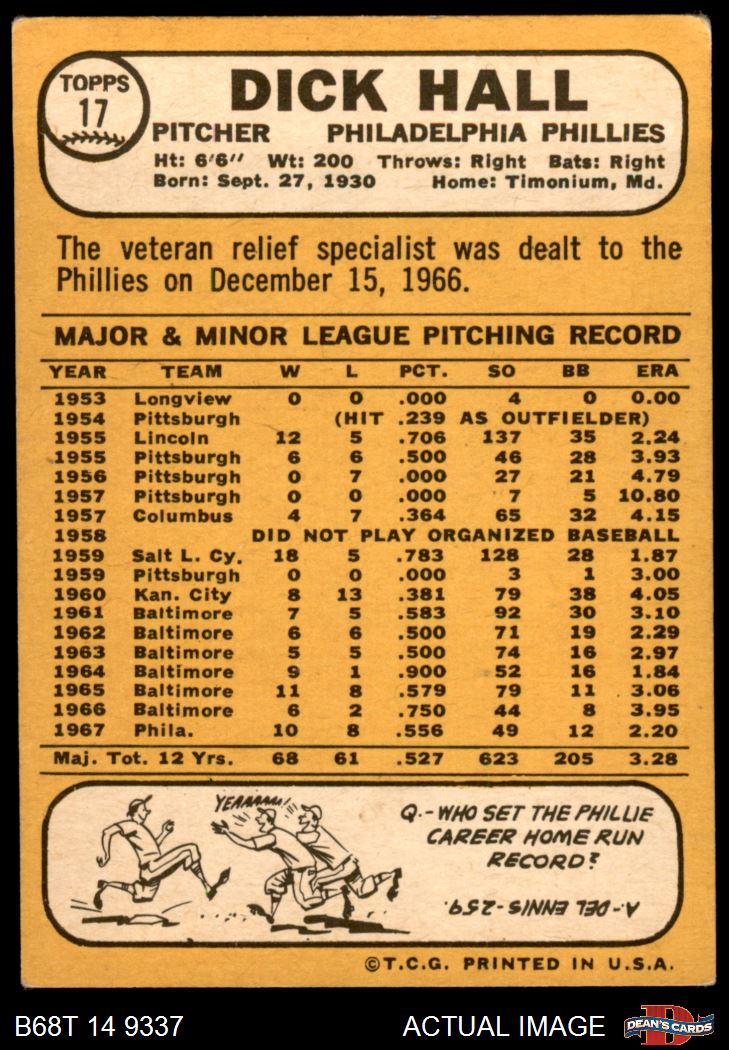 TOPPS
17
DICK HALL
PITCHER PHILADELPHIA PHILLIES
Ht: 6'6" Wt: 200 Throws: Right Bats: Right
Born: Sept. 27, 1930 Home: Timonium, Md.
The veteran relief specialist was dealt to the
Phillies on December 15, 1966.
MAJOR & MINOR LEAGUE PITCHING RECORD
YEAR TEAM W L PCT. SO BB ERA
1953 Longview 0 0 .000 4 0 0.00
1954 Pittsburgh (HIT .239 AS OUTFIELDER)
1955 Lincoln 12 5 .706 137 35 2.24
1955 Pittsburgh 6 6 .500 46 28 3.93
1956 Pittsburgh 0 7 .000 27 21 4.79
1957 Pittsburgh 0 0 .000 7 5 10.80
1957 Columbus 4 7 .364 65 32 4.15
1958 DID NOT PLAY ORGANIZED BASEBALL
1959 Salt L. Cy. 18 5 .783 128 28 1.87
1959 Pittsburgh 0 0 .000 3 1 3.00
1960 Kan. City 8 13 .381 79 38 4.05
1961 Baltimore 7 5 .583 92 30 3.10
1962 Baltimore 6 6 .500 71 19 2.29
1963 Baltimore 5 5 .500 74 16 2.97
1964 Baltimore 9 1 .900 52 16 1.84
1965 Baltimore 11 8 .579 79 11 3.06
1966 Baltimore 6 2 .750 44 8 3.95
1967 Phila. 10 8 .556 49 12 2.20
Maj. Tot. 12 Yrs. 68 61 .527 623 205 3.28
YEAAAAA!
Q.-WHO SET THE PHILLIE
CAREER HOME RUN
RECORD?
A.-DEL ENNIS-259.
©T.C.G. PRINTED IN U.S.A.
B68T 14 9337 ACTUAL IMAGE
D
DEAN'S CARDS